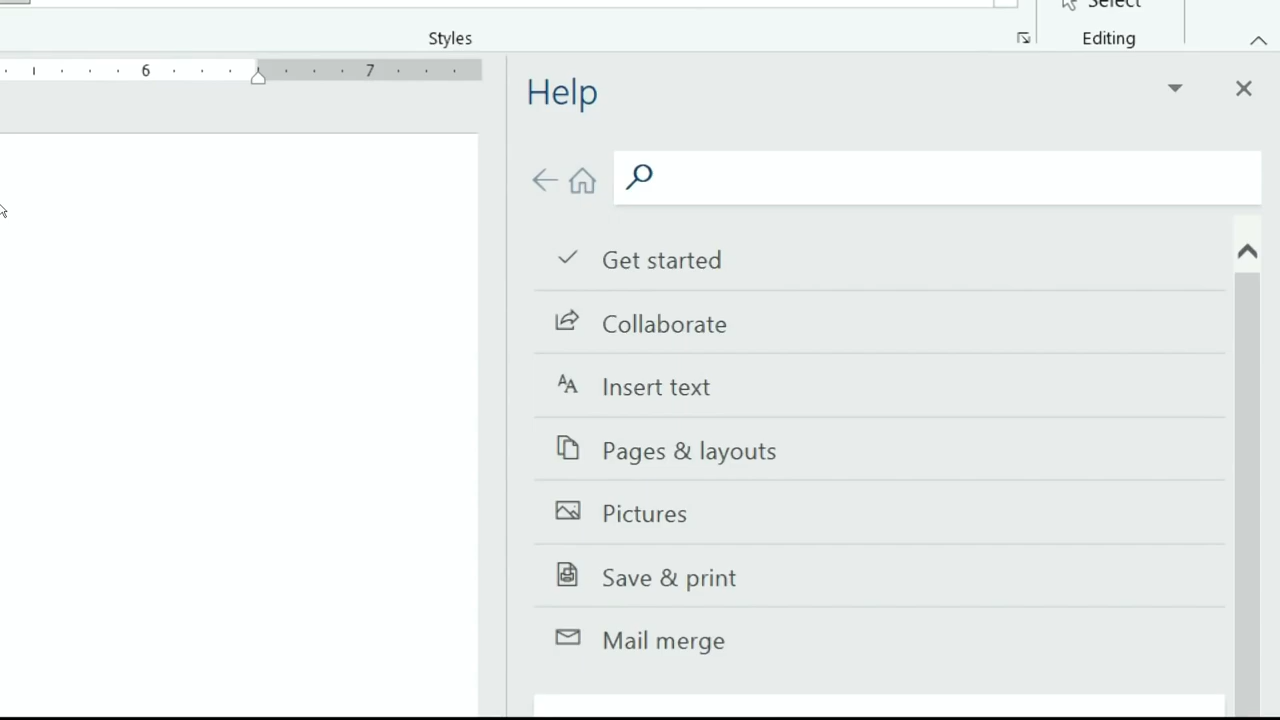 Select
Styles
Editing
6
7
Help
Get started
Collaborate
Insert text
Pages & layouts
Pictures
Save & print
Mail merge